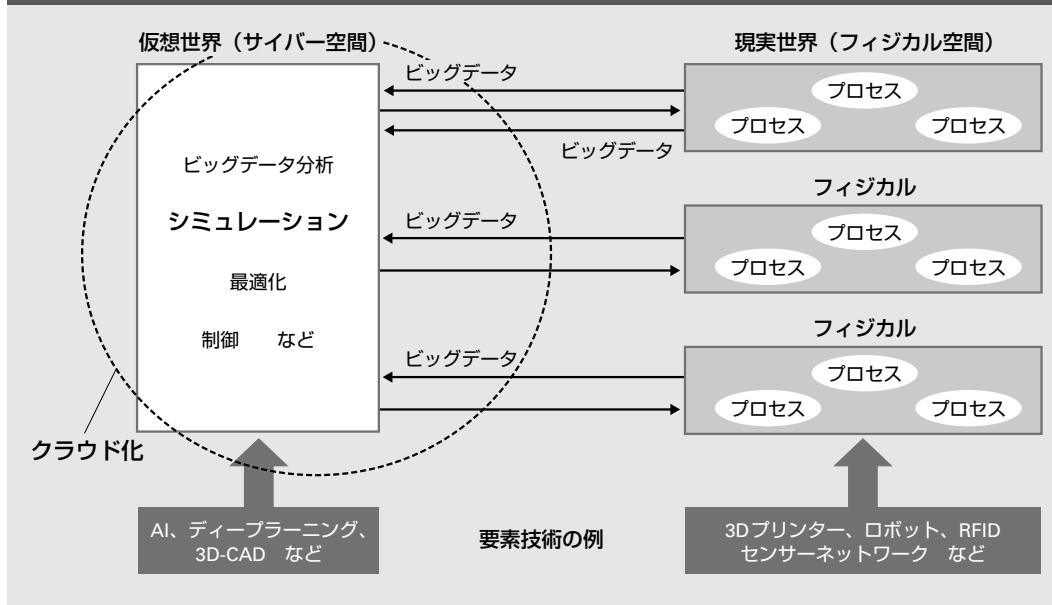 仮想世界（サイバー空間）
現実世界（フィジカル空間）
ビッグデータ
プロセス
プロセス
プロセス
ビッグデータ
ビッグデータ分析
シミュレーション
最適化
制御　など
フィジカル
ビッグデータ
プロセス
プロセス
プロセス
フィジカル
ビッグデータ
プロセス
プロセス
プロセス
クラウド化
AI、ディープラーニング、
3D-CAD　など
要素技術の例
3Dプリンター、ロボット、RFID
センサーネットワーク　など